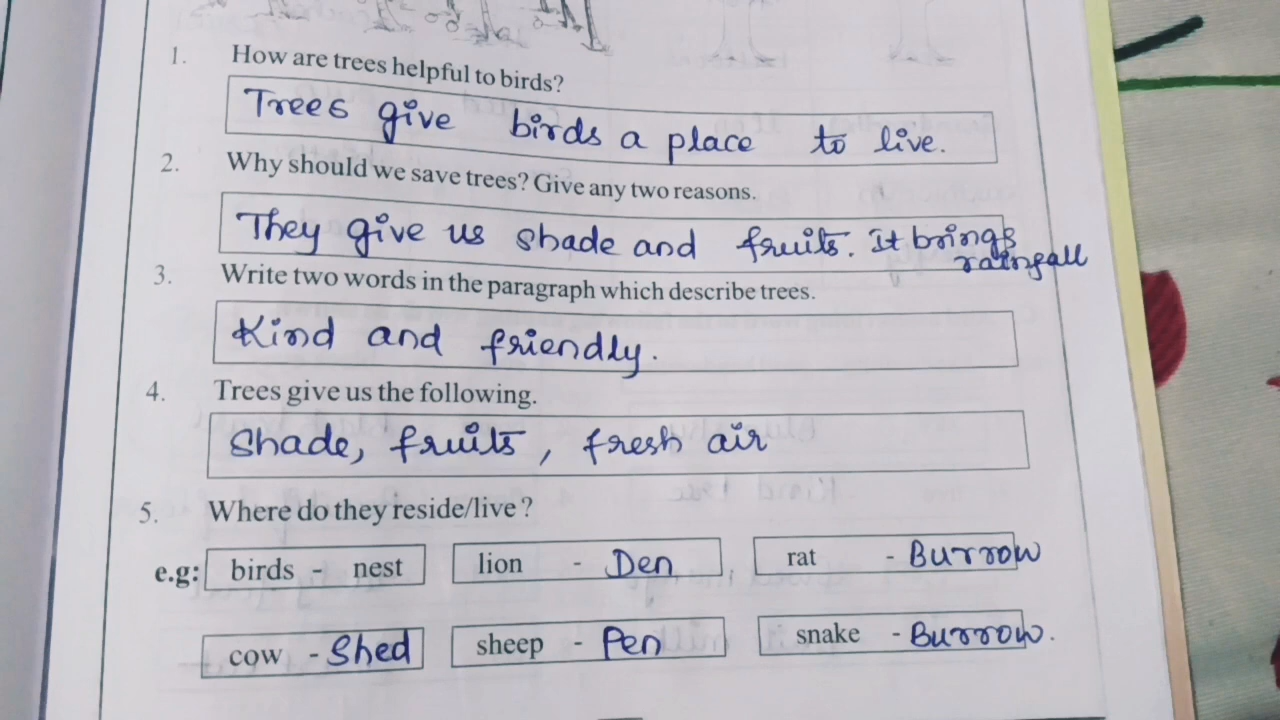 1. How are trees helpful to birds?
Trees give birds a place to live.
2. Why should we save trees? Give any two reasons.
They give us shade and fruits. It brings
rainfall
3. Write two words in the paragraph which describe trees.
Kind and friendly.
4. Trees give us the following.
Shade, fruits, fresh air
5. Where do they reside/live?
e.g: birds - nest lion - Den rat - Burrow
cow - Shed sheep - Pen snake - Burrow.